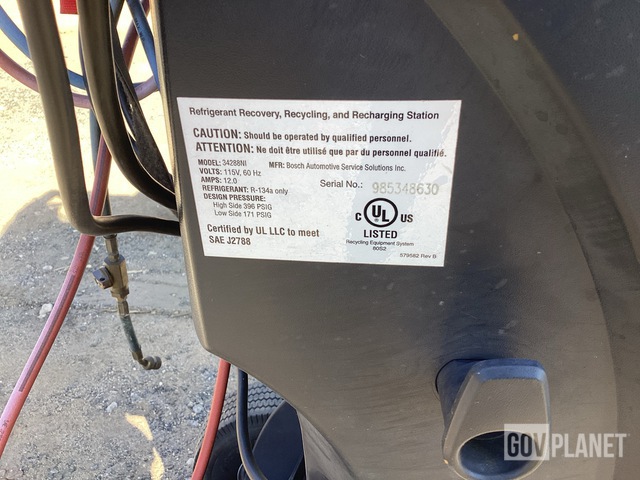 Refrigerant Recovery, Recycling, and Recharging Station
CAUTION: Should be operated by qualified personnel.
ATTENTION: Ne doit être utilisé que par du personnel qualifié.
MODEL: 34288NI MFR: Bosch Automotive Service Solutions Inc.
VOLTS: 115V, 60 Hz
AMPS: 12.0 Serial No.: 985348630
REFRIGERANT: R-134a only
DESIGN PRESSURE:
High Side 396 PSIG
Low Side 171 PSIG
Certified by UL LLC to meet
SAE J2788
C UL US
LISTED
Recycling Equipment System
80S2
579582 Rev B
GOVPLANET